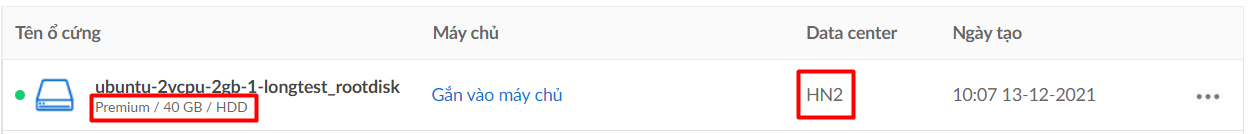 Tên ổ cứng Máy chủ Data center Ngày tạo
ubuntu-2vcpu-2gb-1-longtest_rootdisk
Premium / 40 GB / HDD
Gắn vào máy chủ HN2 10:07 13-12-2021